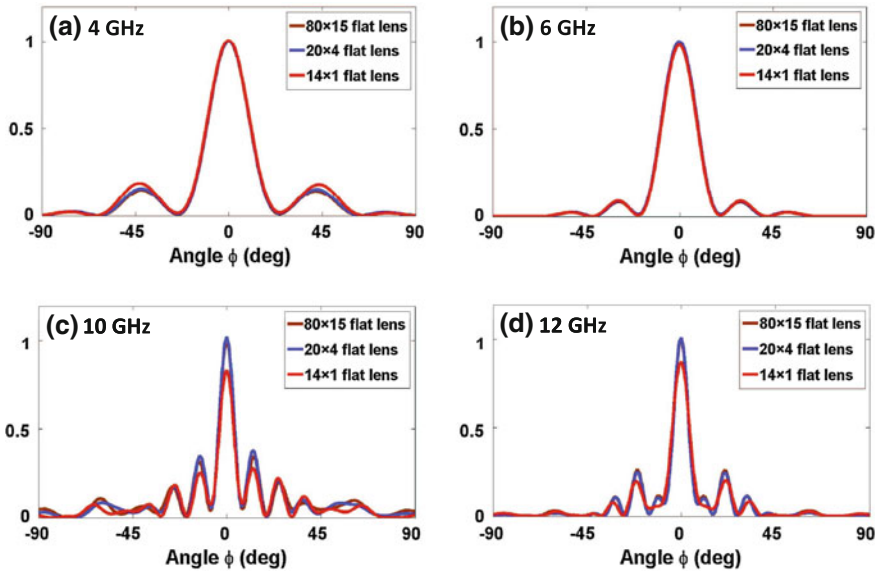 (a) 4 GHz
80×15 flat lens
20×4 flat lens
14×1 flat lens
1
0.5
0
-90 -45 0 45 90
Angle ϕ (deg)
(b) 6 GHz
80×15 flat lens
20×4 flat lens
14×1 flat lens
1
0.5
0
-90 -45 0 45 90
Angle ϕ (deg)
(c) 10 GHz
80×15 flat lens
20×4 flat lens
14×1 flat lens
1
0.5
0
-90 -45 0 45 90
Angle ϕ (deg)
(d) 12 GHz
80×15 flat lens
20×4 flat lens
14×1 flat lens
1
0.5
0
-90 -45 0 45 90
Angle ϕ (deg)